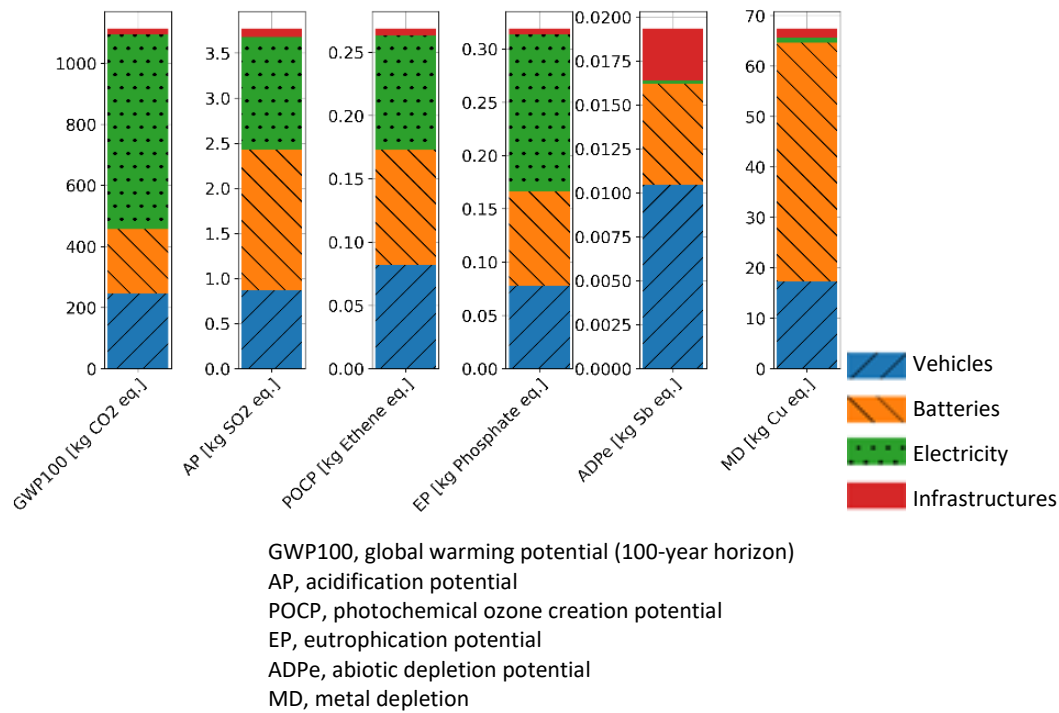 1000
800
600
400
200
0
GWP100 [kg CO2 eq.]
3.5
3.0
2.5
2.0
1.5
1.0
0.5
0.0
AP [kg SO2 eq.]
0.25
0.20
0.15
0.10
0.05
0.00
POCP [kg Ethene eq.]
0.30
0.25
0.20
0.15
0.10
0.05
0.00
EP [kg Phosphate eq.]
0.0200
0.0175
0.0150
0.0125
0.0100
0.0075
0.0050
0.0025
0.0000
ADPe [kg Sb eq.]
70
60
50
40
30
20
10
0
MD [kg Cu eq.]
Vehicles
Batteries
Electricity
Infrastructures
GWP100, global warming potential (100-year horizon)
AP, acidification potential
POCP, photochemical ozone creation potential
EP, eutrophication potential
ADPe, abiotic depletion potential
MD, metal depletion